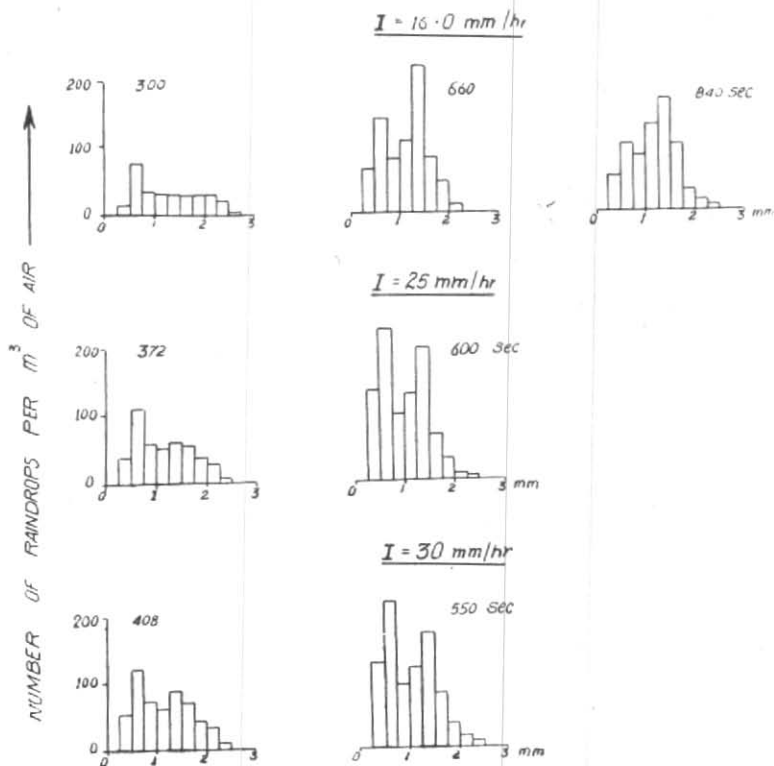 I = 16.0 mm/hr
200 300 660 840 sec
100
0
0 1 2 3 0 1 2 3 0 1 2 3 mm
I = 25 mm/hr
200 372 600 sec
100
0
0 1 2 3 0 1 2 3 mm
I = 30 mm/hr
200 408 550 sec
100
0
0 1 2 3 0 1 2 3 mm
NUMBER OF RAINDROPS PER m³ OF AIR